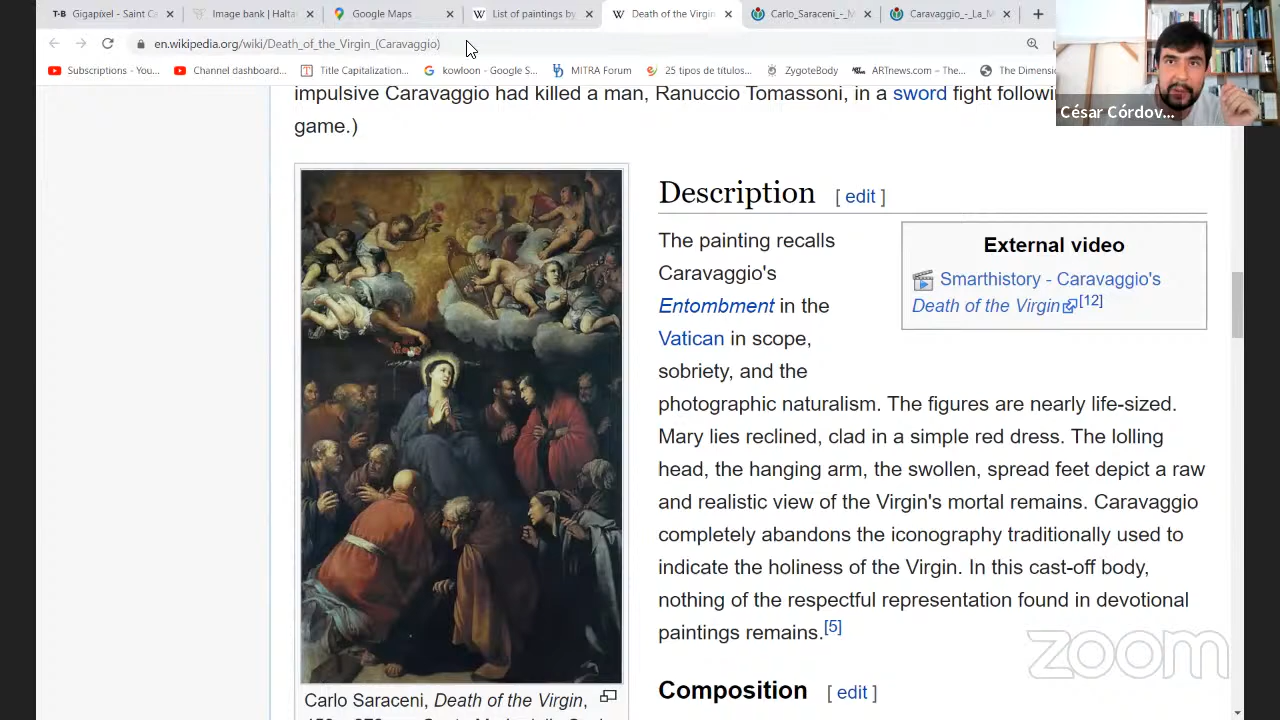 T-B Gigapixel - Saint Ca
Image bank | Halta
Google Maps
List of paintings by
Death of the Virgin
Carlo_Saraceni_-_M
Caravaggio_-_La_M
en.wikipedia.org/wiki/Death_of_the_Virgin_(Caravaggio)
Subscriptions - You...
Channel dashboard...
Title Capitalization...
kowloon - Google S...
MITRA Forum
25 tipos de títulos...
ZygoteBody
ARTnews.com – The...
The Dimensi
César Córdov...
impulsive Caravaggio had killed a man, Ranuccio Tomassoni, in a sword fight followi
game.)
Description [ edit ]
The painting recalls
Caravaggio's
Entombment in the
Vatican in scope,
sobriety, and the
photographic naturalism. The figures are nearly life-sized.
Mary lies reclined, clad in a simple red dress. The lolling
head, the hanging arm, the swollen, spread feet depict a raw
and realistic view of the Virgin's mortal remains. Caravaggio
completely abandons the iconography traditionally used to
indicate the holiness of the Virgin. In this cast-off body,
nothing of the respectful representation found in devotional
paintings remains.[5]
External video
Smarthistory - Caravaggio's
Death of the Virgin[12]
Composition [ edit ]
Carlo Saraceni, Death of the Virgin,
zoom